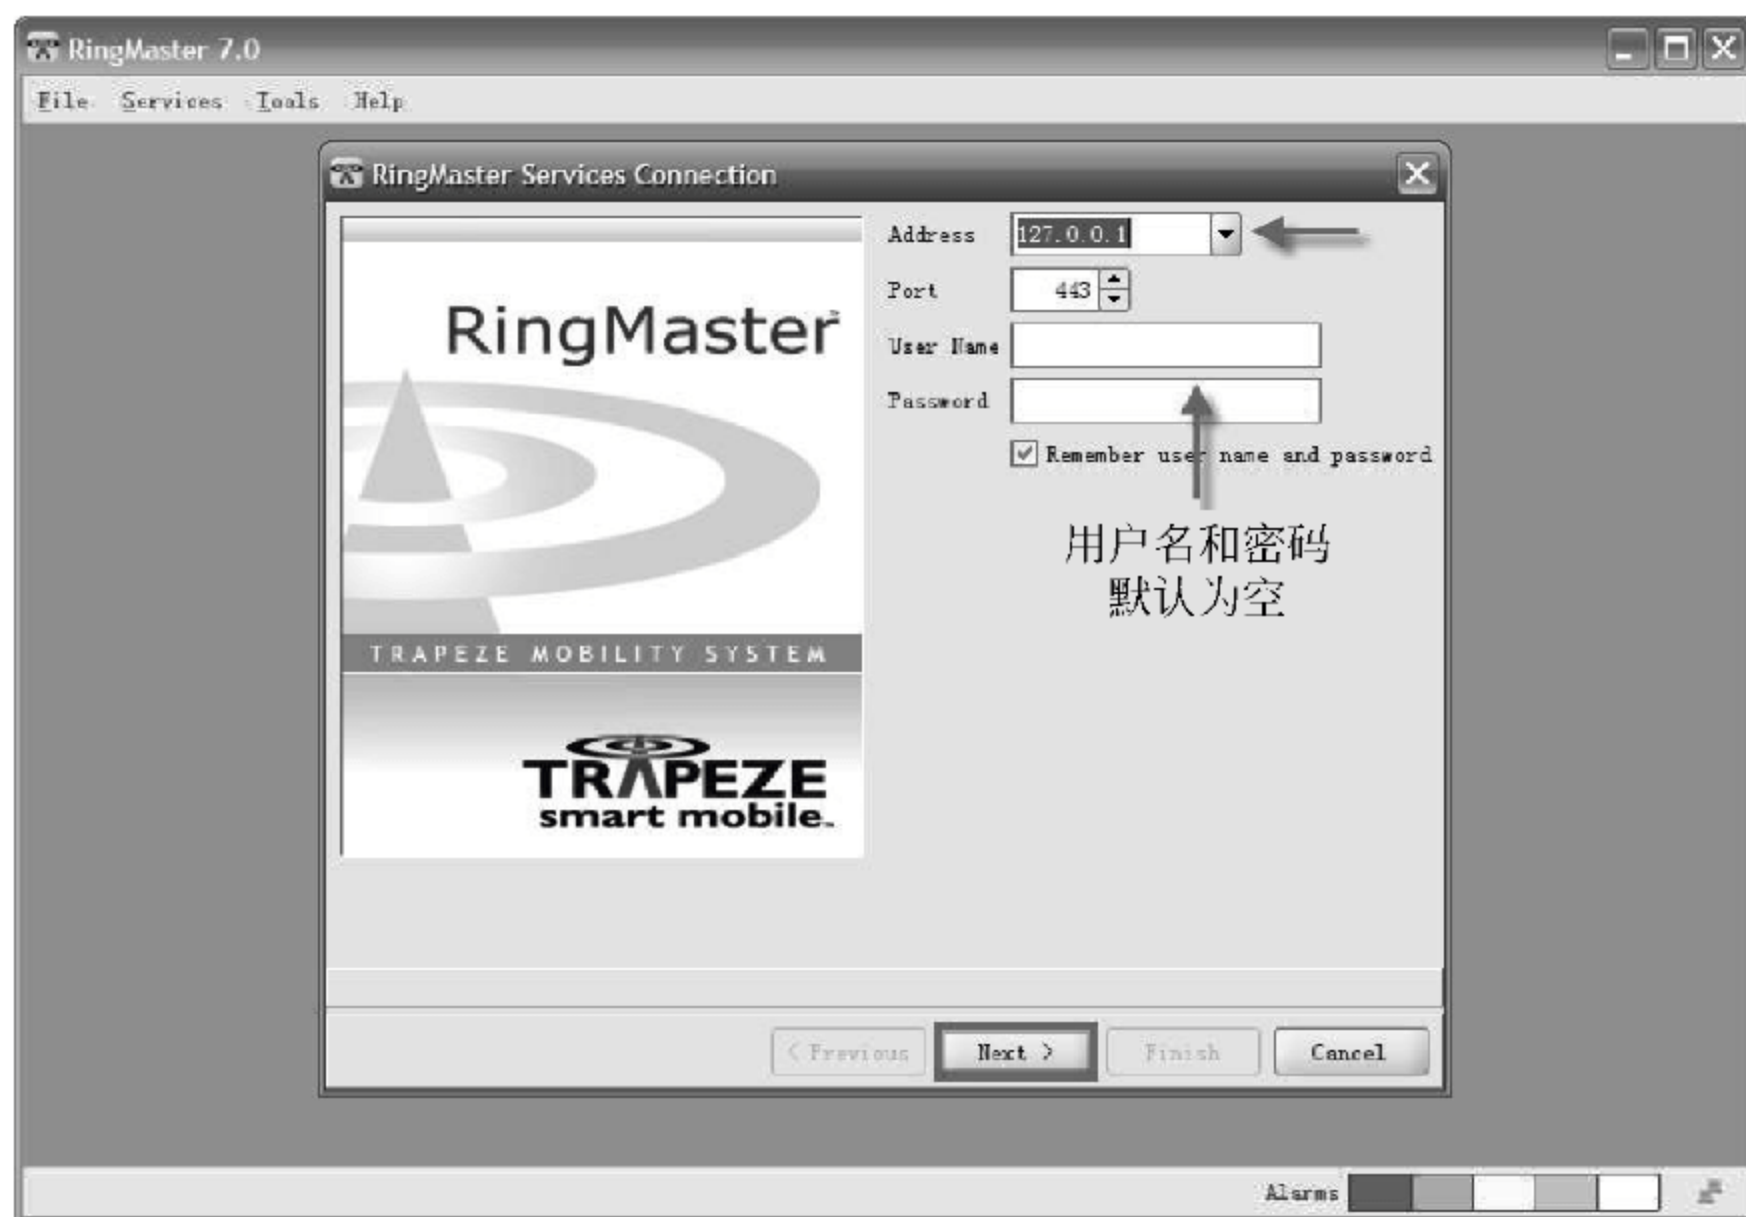 RingMaster 7.0
File Services Tools Help
RingMaster Services Connection
Address 127.0.0.1
Port 443
User Name
Password
Remember user name and password
用户名和密码
默认为空
RingMaster
TRAPEZE MOBILITY SYSTEM
TRAPEZE
smart mobile™
< Previous Next > Finish Cancel
Alarms